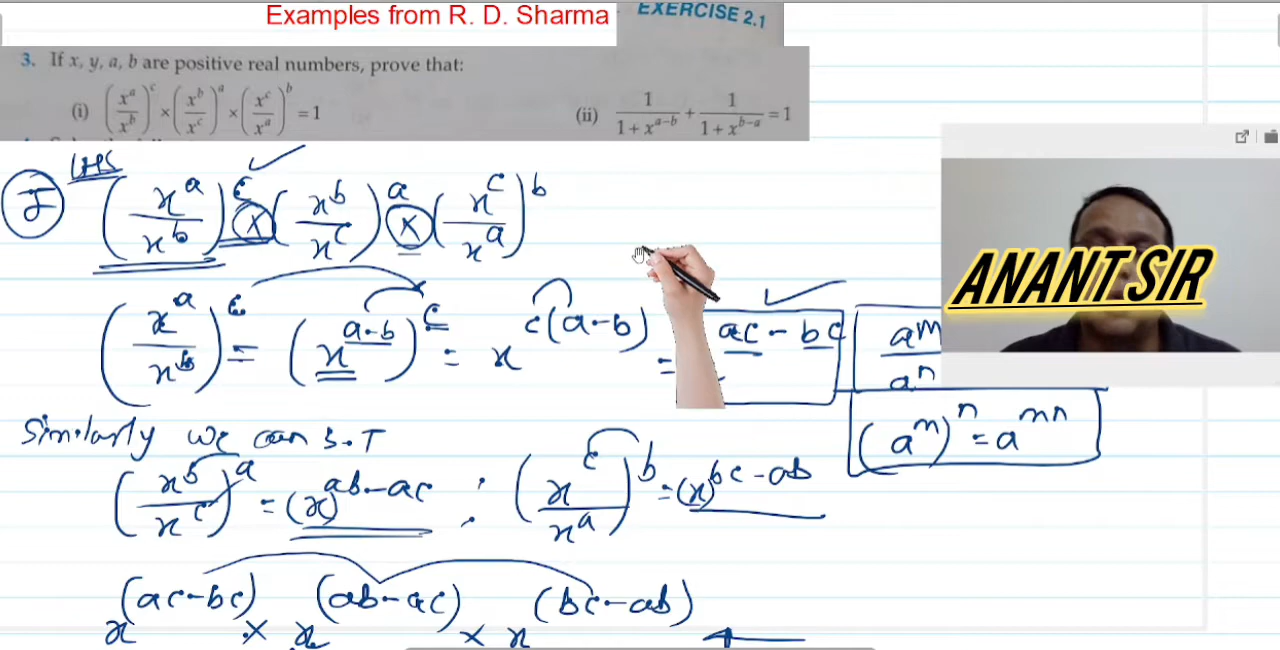 Examples from R. D. Sharma
EXERCISE 2.1
3. If x, y, a, b are positive real numbers, prove that:
(i) (x^a/x^b)^c × (x^b/x^c)^a × (x^c/x^a)^b = 1
(ii) 1/(1 + x^(a-b)) + 1/(1 + x^(b-a)) = 1
LHS
I (x^a/x^b)^c × (x^b/x^c)^a × (x^c/x^a)^b
ANANT SIR
(x^a/x^b)^c = (x^(a-b))^c = x^(c(a-b)) = ac-bc
a^m/a^n
(a^m)^n = a^mn
Similarly we can S.T
(x^b/x^c)^a = (x)^(ab-ac) ; (x^c/x^a)^b = (x)^(bc-ab)
x^(ac-bc) × x^(ab-ac) × x^(bc-ab)